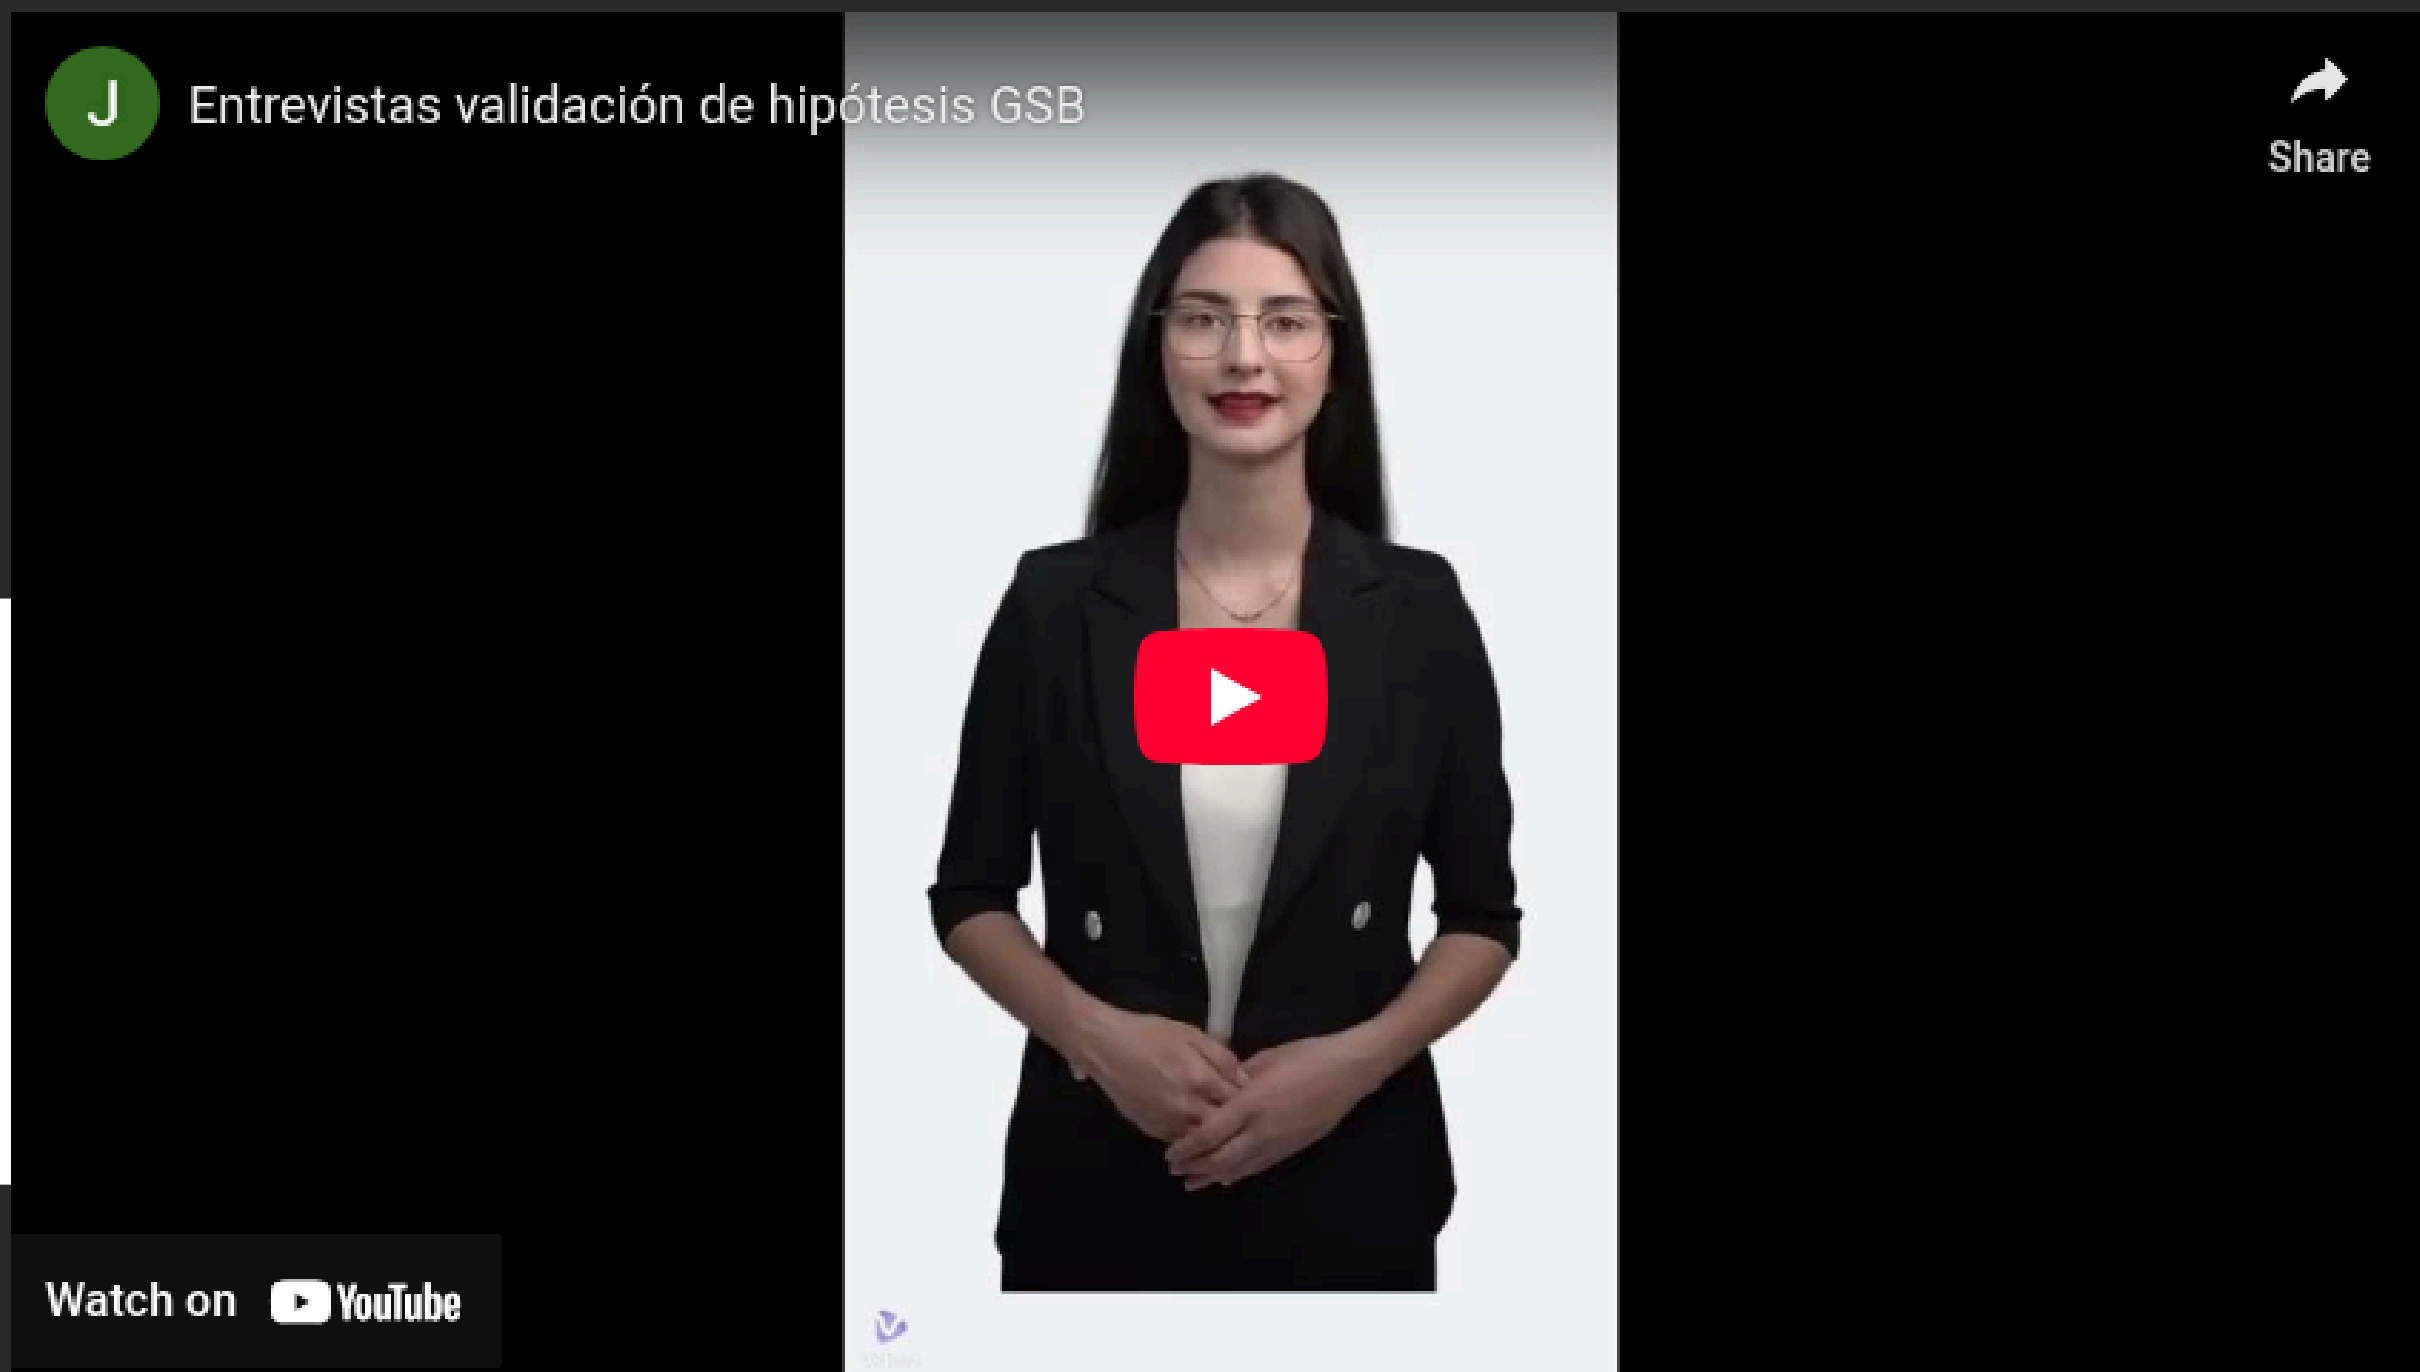 J
Entrevistas validación de hipótesis GSB
Share
Watch on YouTube